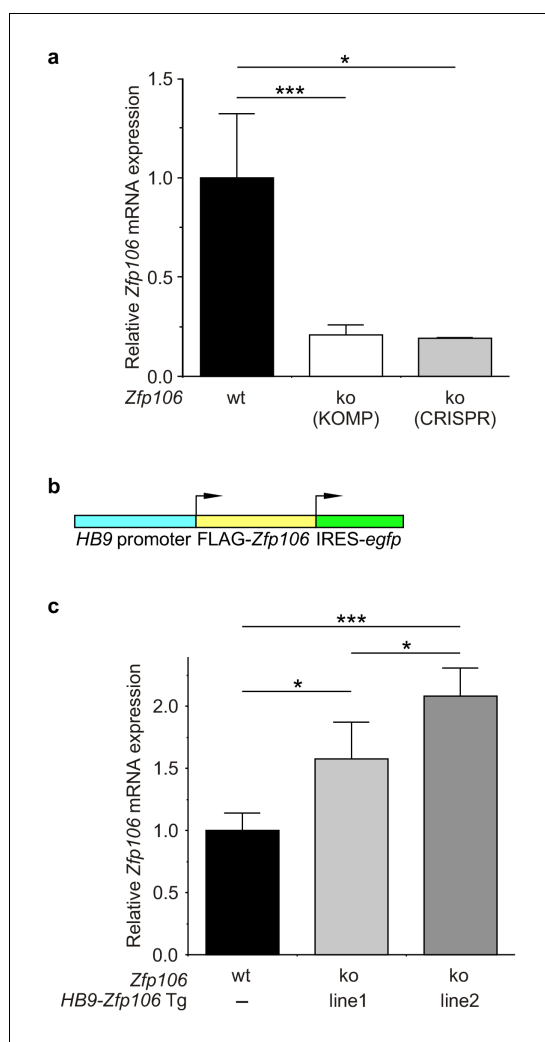 a
*
***
Relative Zfp106 mRNA expression
1.5
1.0
0.5
0.0
Zfp106 wt ko ko
(KOMP) (CRISPR)
b
HB9 promoter FLAG-Zfp106 IRES-egfp
c
***
*
*
Relative Zfp106 mRNA expression
2.0
1.5
1.0
0.5
0.0
Zfp106 wt ko ko
HB9-Zfp106 Tg – line1 line2